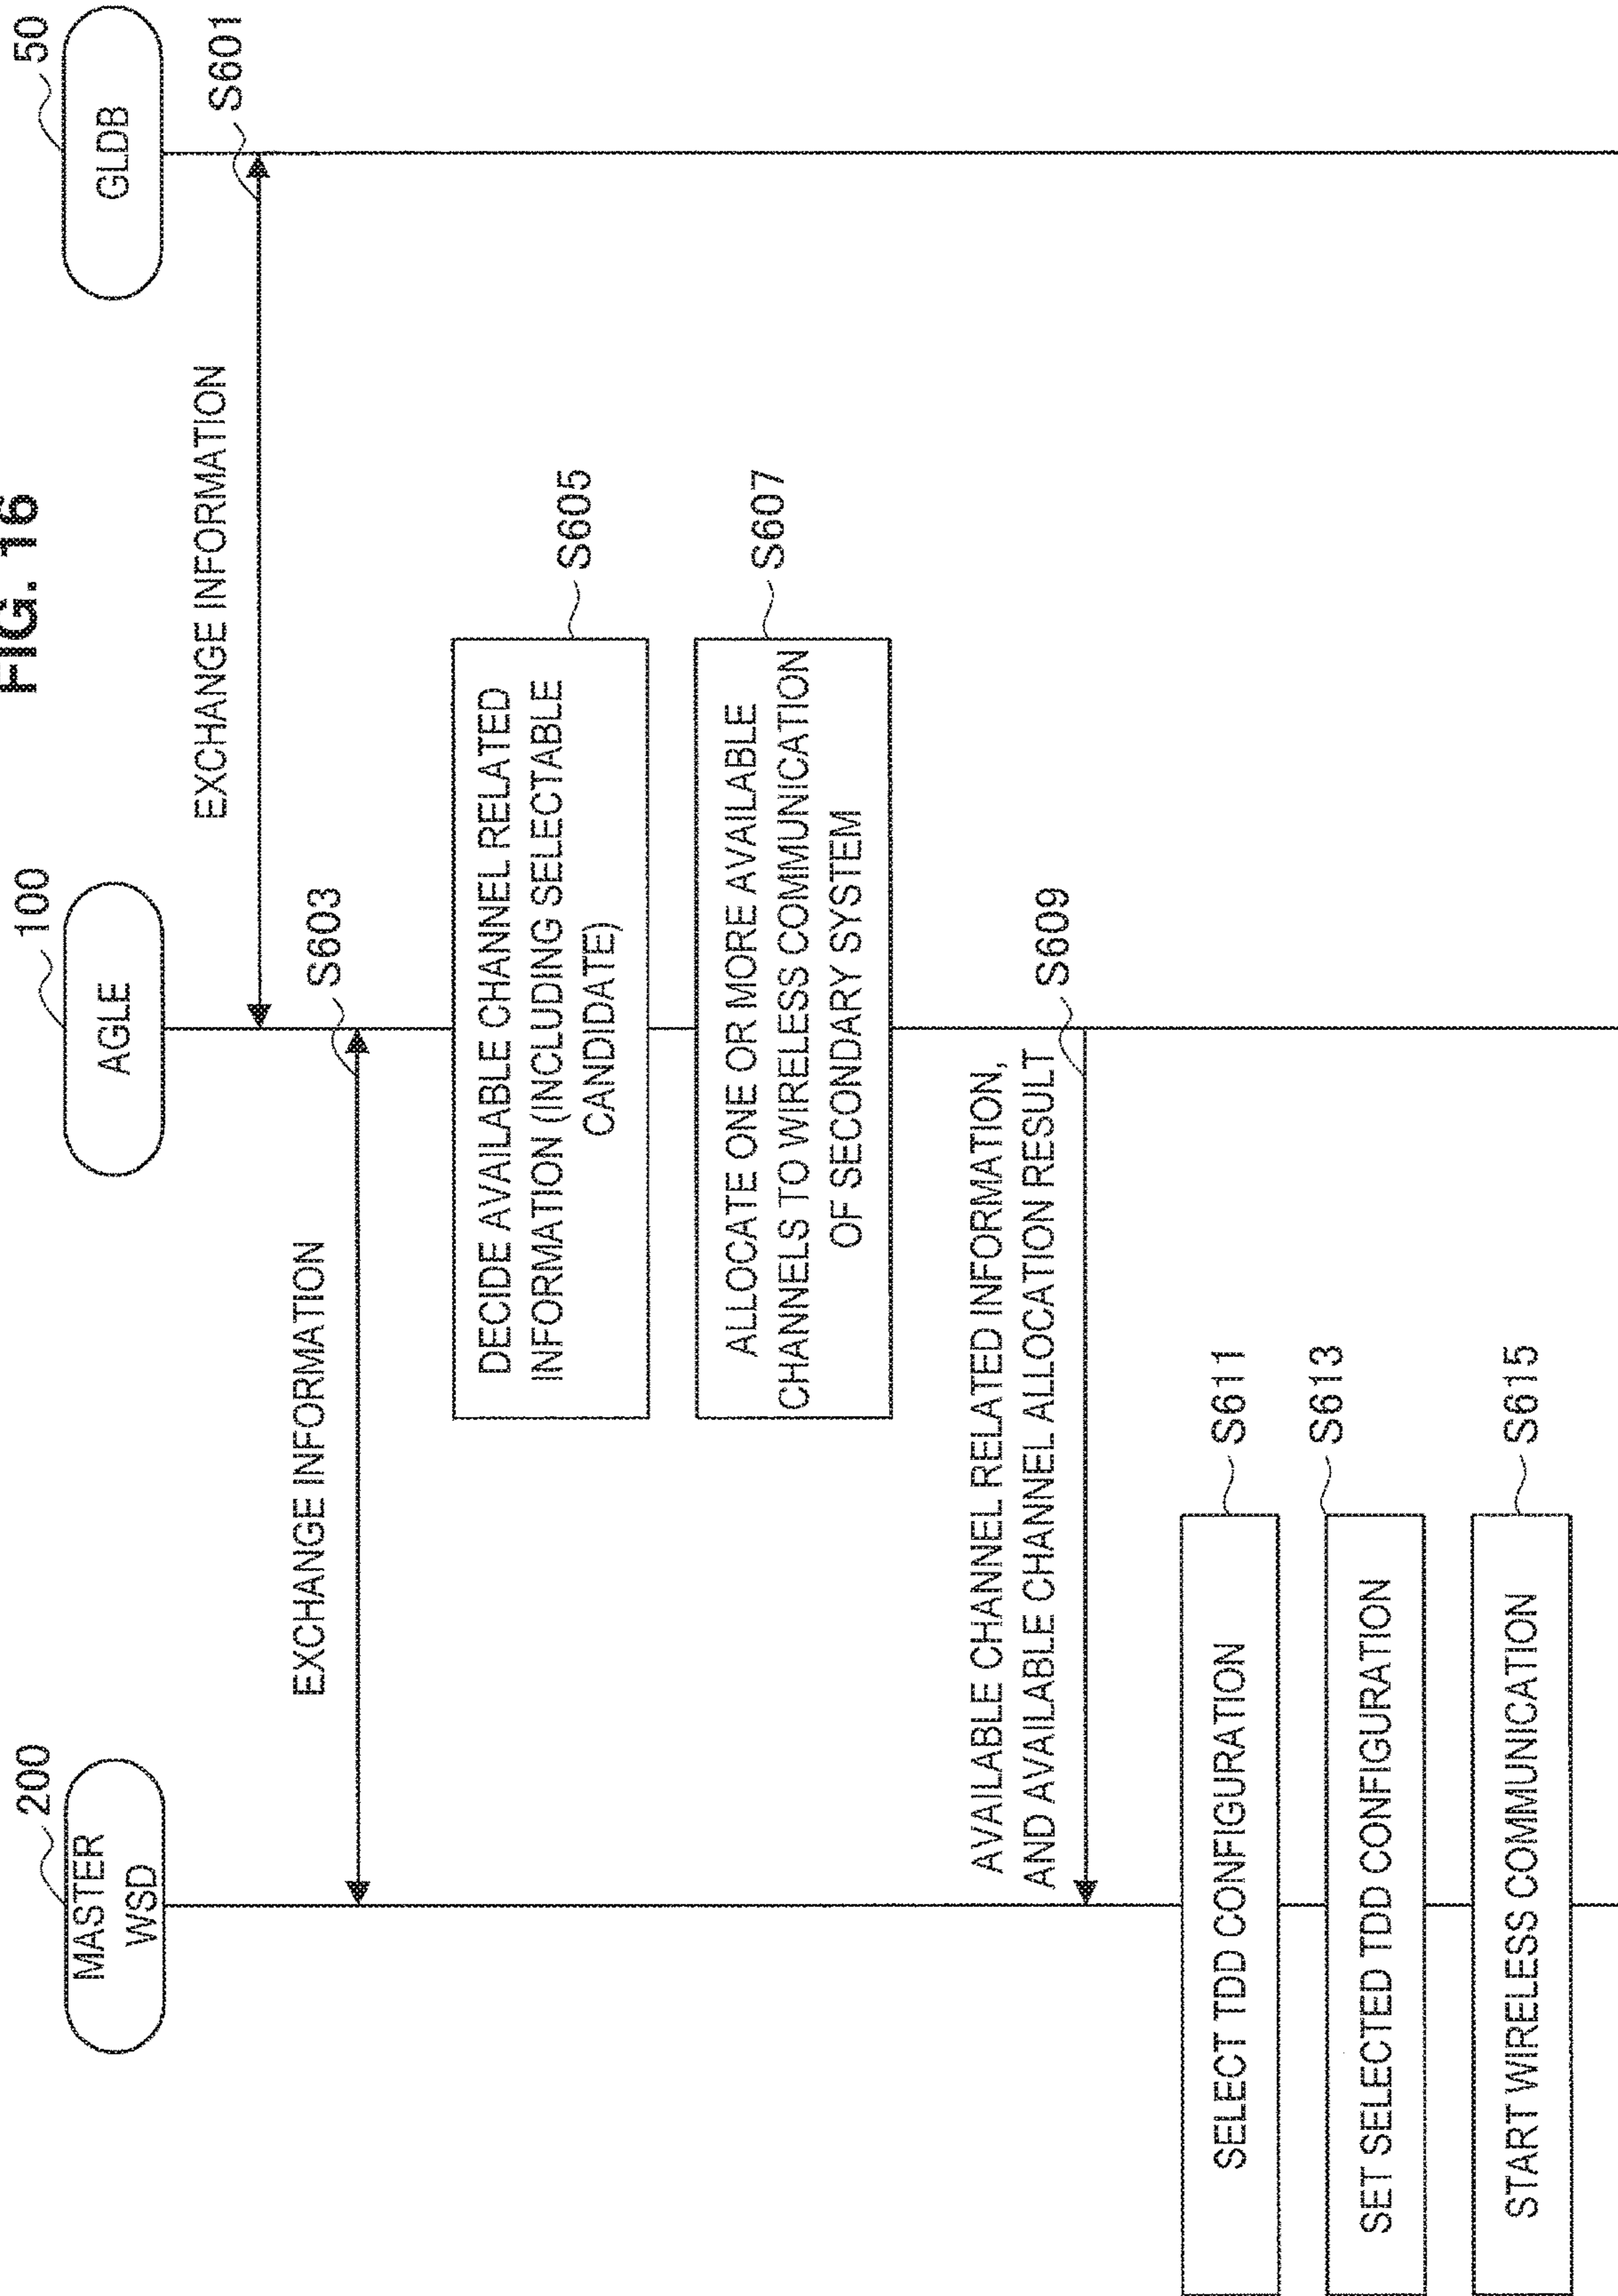 FIG. 16
200
MASTER
WSD
100
AGLE
50
GLDB
EXCHANGE INFORMATION
S601
EXCHANGE INFORMATION
S603
DECIDE AVAILABLE CHANNEL RELATED
INFORMATION (INCLUDING SELECTABLE
CANDIDATE)
S605
ALLOCATE ONE OR MORE AVAILABLE
CHANNELS TO WIRELESS COMMUNICATION
OF SECONDARY SYSTEM
S607
AVAILABLE CHANNEL RELATED INFORMATION,
AND AVAILABLE CHANNEL ALLOCATION RESULT
S609
SELECT TDD CONFIGURATION
S611
SET SELECTED TDD CONFIGURATION
S613
START WIRELESS COMMUNICATION
S615